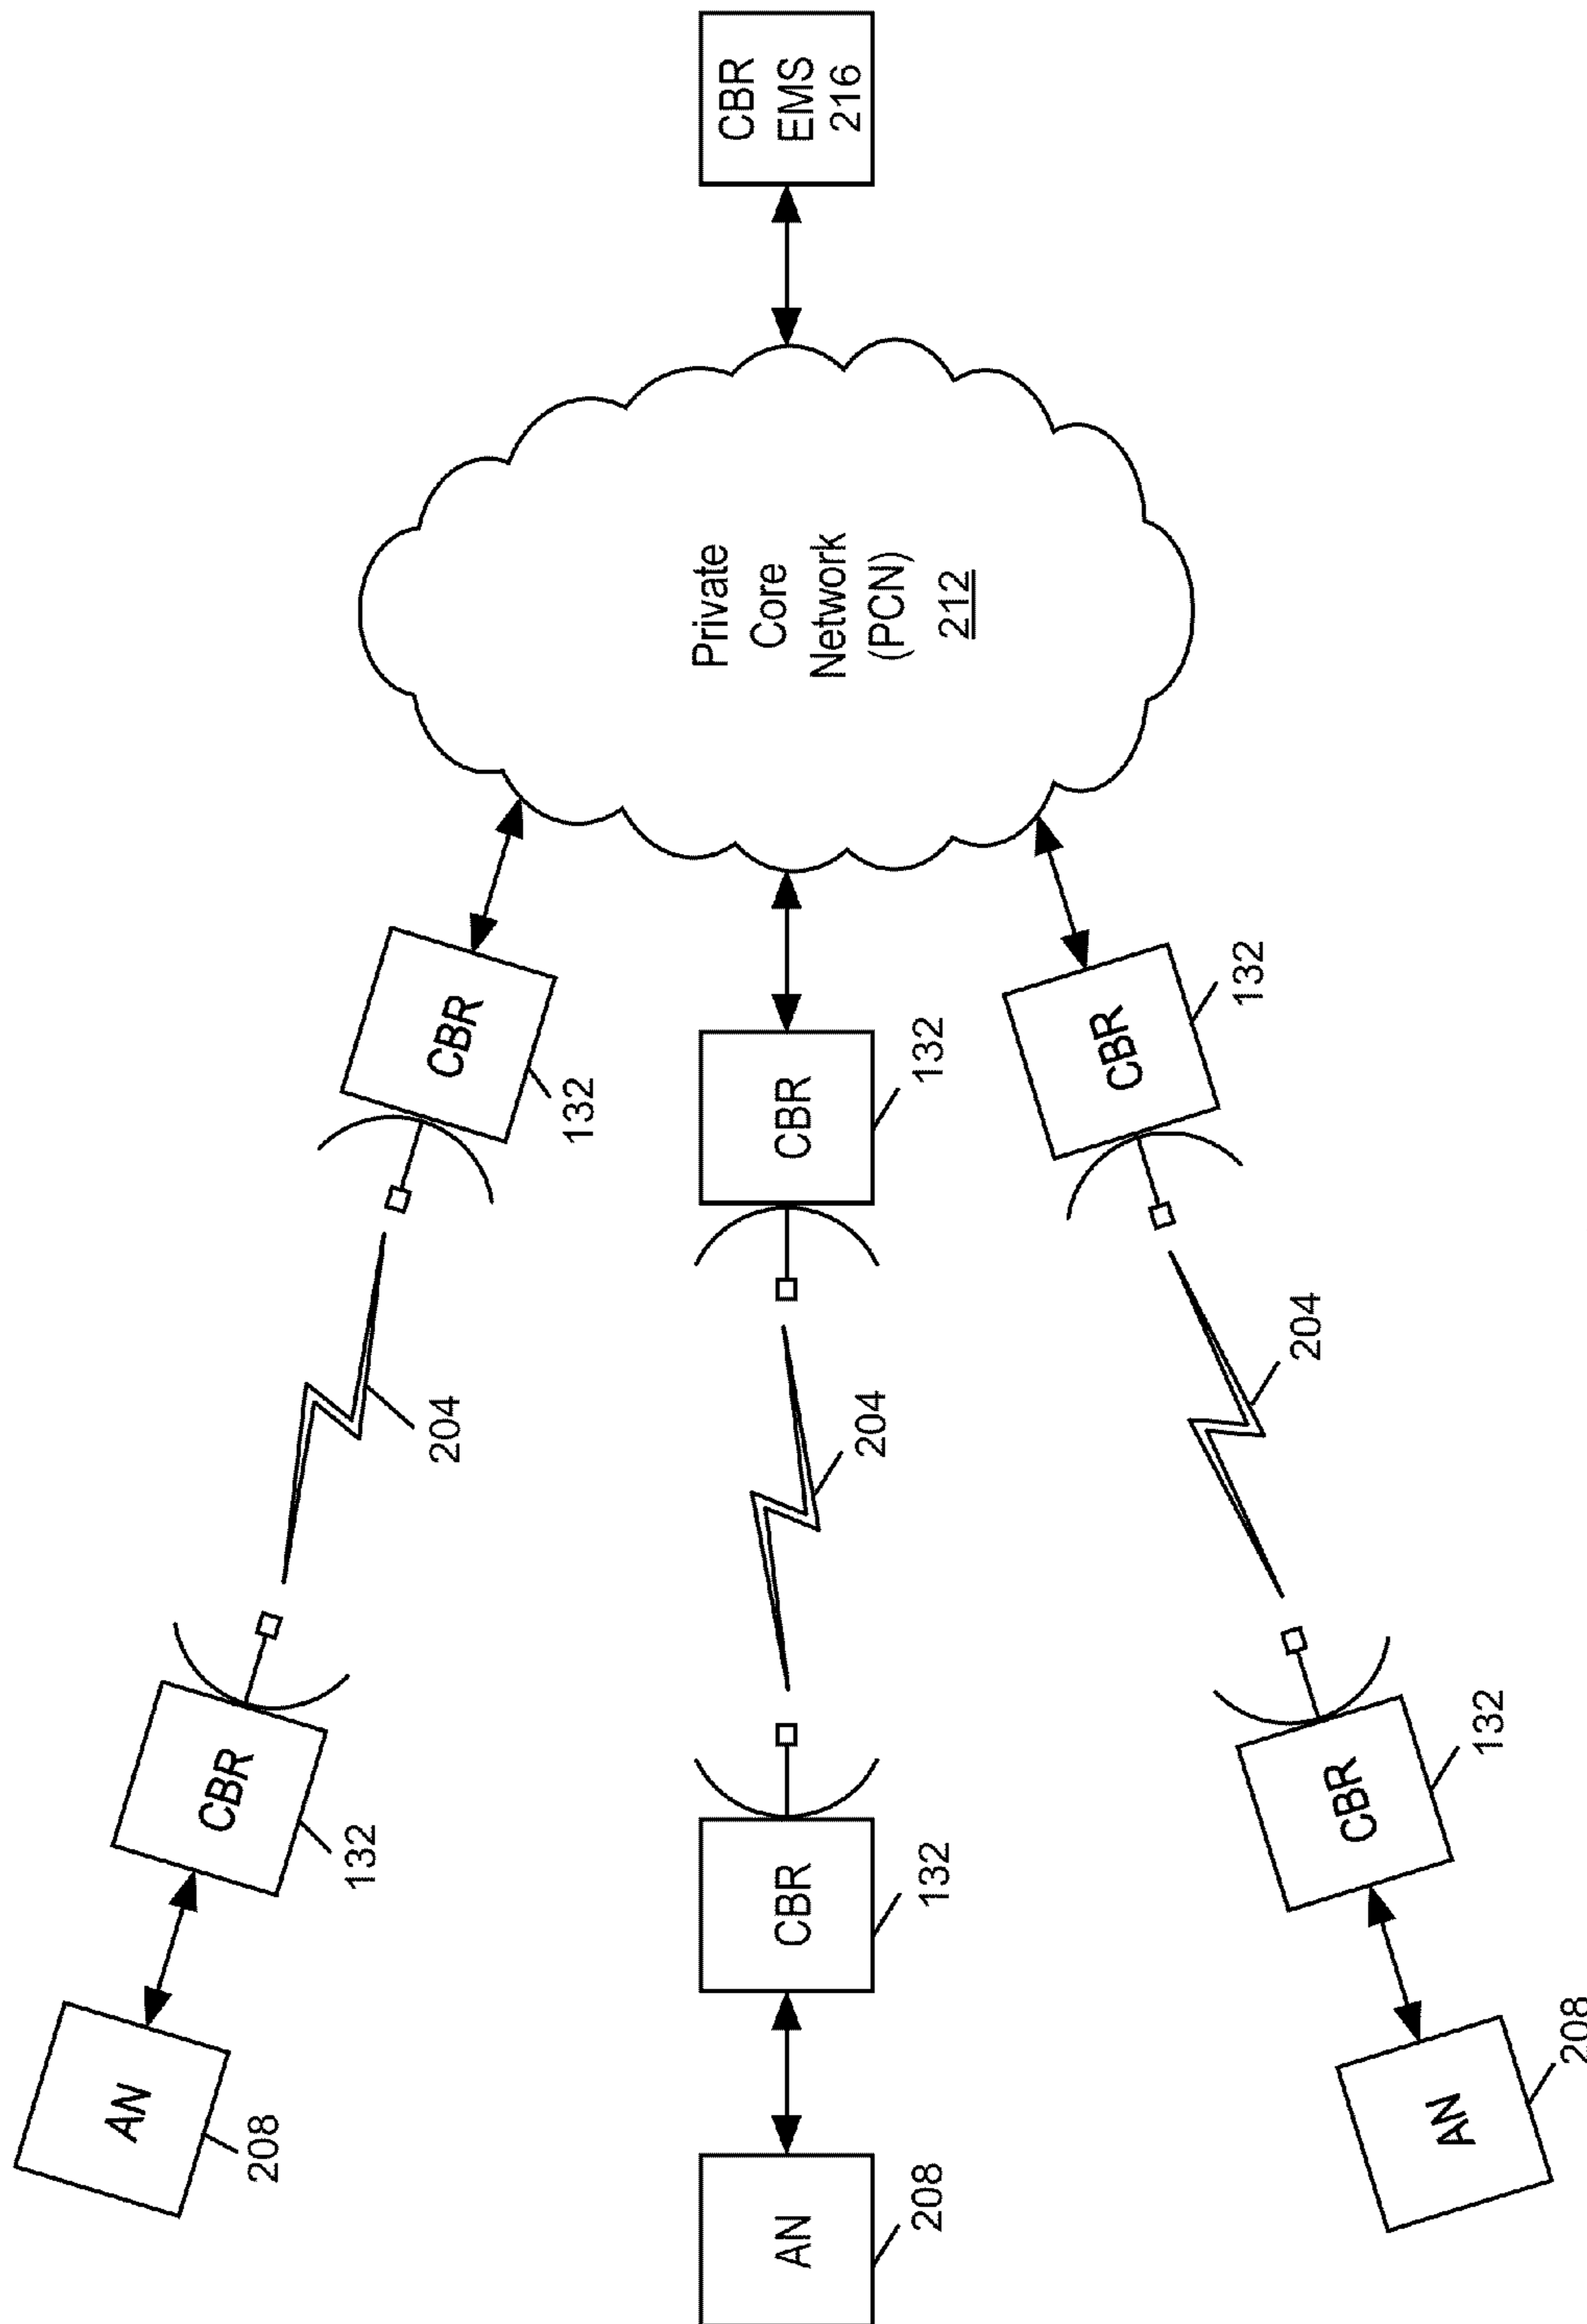 AN
208
CBR
132
204
CBR
132
AN
208
CBR
132
204
CBR
132
AN
208
CBR
132
204
CBR
132
Private
Core
Network
(PCN)
212
CBR
EMS
216